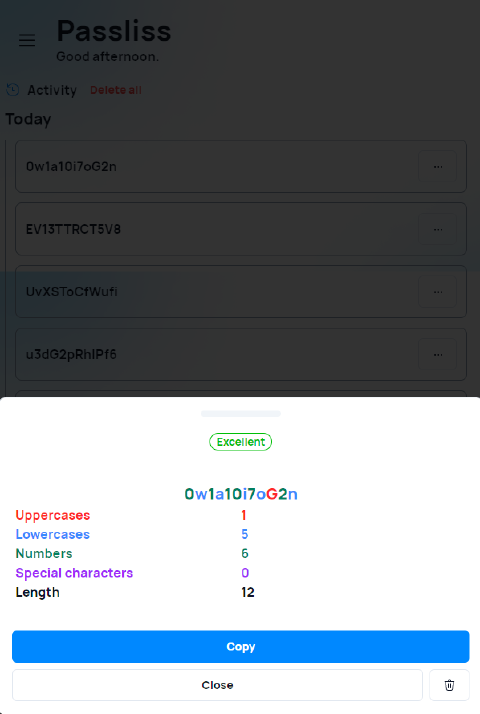 Passliss
Good afternoon.
Activity Delete all
Today
0w1a10i7oG2n ...
EV13TTRCT5V8 ...
UvXSToCfWufi ...
u3dG2pRhlPf6 ...
Excellent
0w1a10i7oG2n
Uppercases 1
Lowercases 5
Numbers 6
Special characters 0
Length 12
Copy
Close